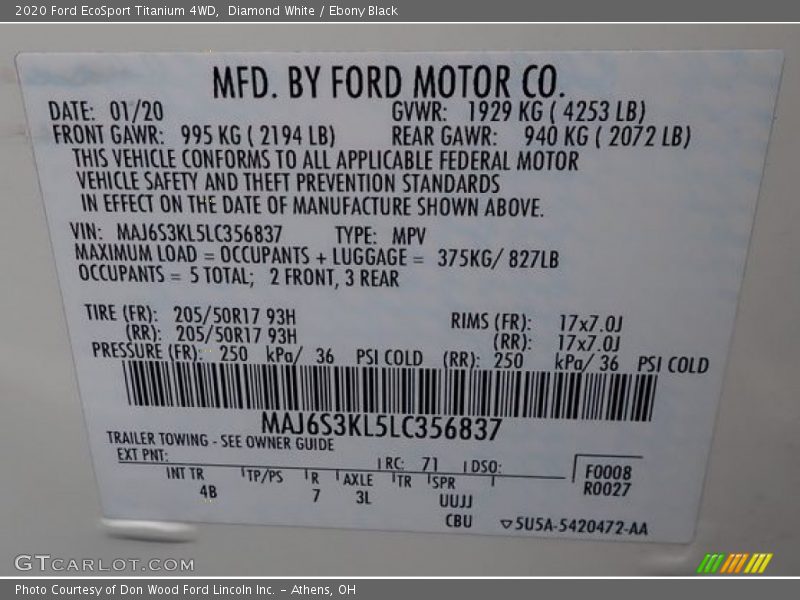 2020 Ford EcoSport Titanium 4WD, Diamond White / Ebony Black
MFD. BY FORD MOTOR CO.
DATE: 01/20 GVWR: 1929 KG ( 4253 LB)
FRONT GAWR: 995 KG ( 2194 LB) REAR GAWR: 940 KG ( 2072 LB)
THIS VEHICLE CONFORMS TO ALL APPLICABLE FEDERAL MOTOR
VEHICLE SAFETY AND THEFT PREVENTION STANDARDS
IN EFFECT ON THE DATE OF MANUFACTURE SHOWN ABOVE.
VIN: MAJ6S3KL5LC356837 TYPE: MPV
MAXIMUM LOAD = OCCUPANTS + LUGGAGE = 375KG/ 827LB
OCCUPANTS = 5 TOTAL; 2 FRONT, 3 REAR
TIRE (FR): 205/50R17 93H RIMS (FR): 17x7.0J
(RR): 205/50R17 93H (RR): 17x7.0J
PRESSURE (FR): 250 kPa/ 36 PSI COLD (RR): 250 kPa/ 36 PSI COLD
MAJ6S3KL5LC356837
TRAILER TOWING - SEE OWNER GUIDE
EXT PNT: RC: 71 DSO: F0008
INT TR TP/PS R AXLE TR SPR R0027
4B 7 3L UUJJ
CBU 5U5A-5420472-AA
GTCARLOT.COM
Photo Courtesy of Don Wood Ford Lincoln Inc. - Athens, OH